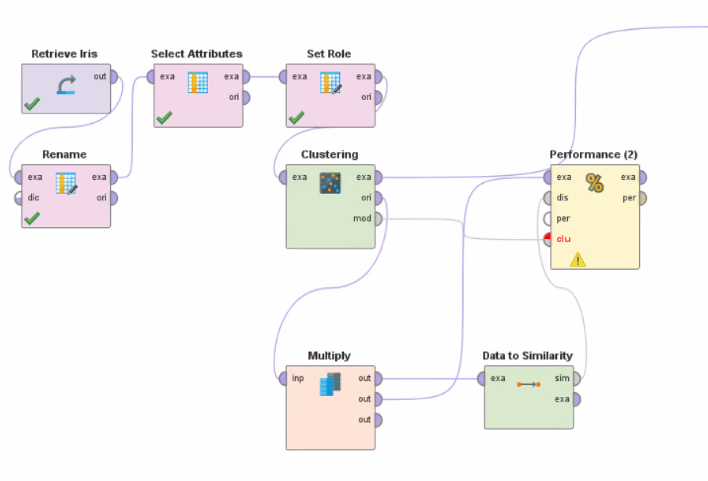 Retrieve Iris
out
Select Attributes
exa
exa
ori
Set Role
exa
exa
ori
Rename
exa
exa
dic
ori
Clustering
exa
exa
ori
mod
Performance (2)
exa
exa
dis
per
per
clu
Multiply
inp
out
out
out
Data to Similarity
exa
sim
exa